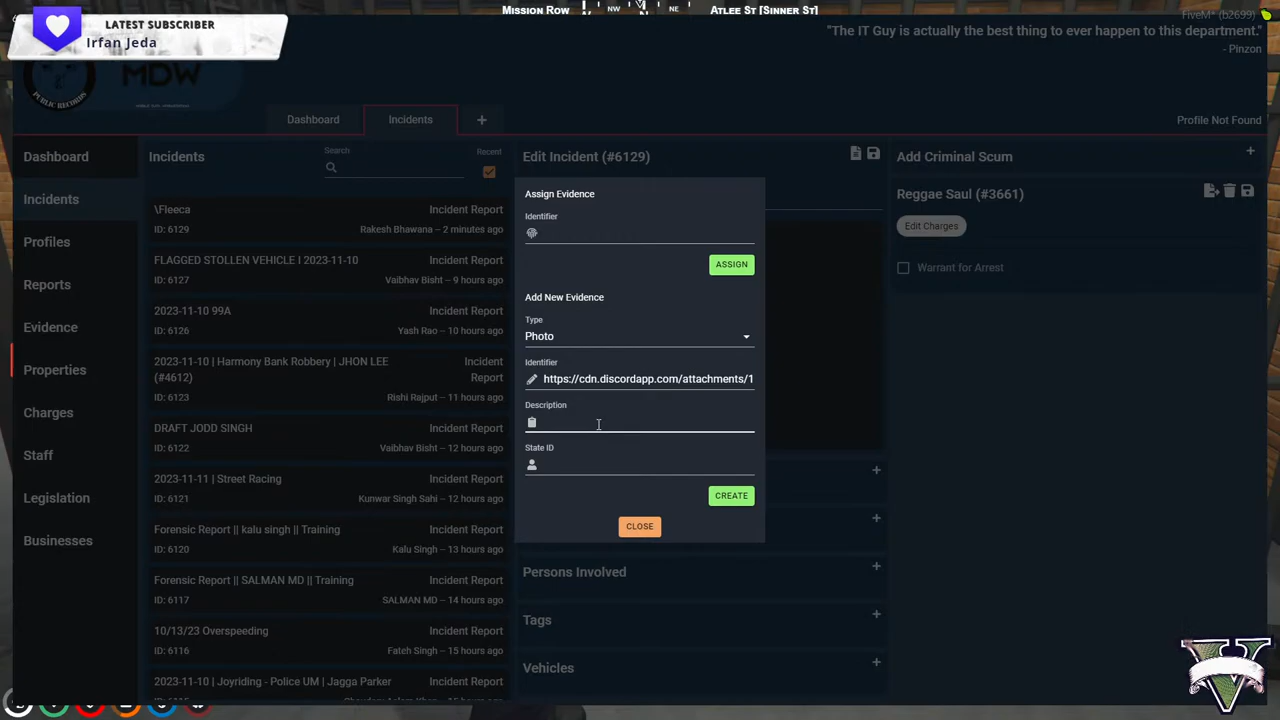 Mission Row
NW
NE
Atlee St [Sinner St]
LATEST SUBSCRIBER
Irfan Jeda
FiveM* (b2699)
"The IT Guy is actually the best thing to ever happen to this department."
- Pinzon
PUBLIC RECORDS
MDW
Dashboard
Incidents
+
Profile Not Found
Dashboard
Incidents
Profiles
Reports
Evidence
Properties
Charges
Staff
Legislation
Businesses
Incidents
Search
Recent
\Fleeca
Incident Report
ID: 6129
Rakesh Bhawana – 2 minutes ago
FLAGGED STOLLEN VEHICLE I 2023-11-10
Incident Report
ID: 6127
Vaibhav Bisht – 9 hours ago
2023-11-10 99A
Incident Report
ID: 6126
Yash Rao – 10 hours ago
2023-11-10 | Harmony Bank Robbery | JHON LEE
(#4612)
Incident
Report
ID: 6123
Rishi Rajput – 11 hours ago
DRAFT JODD SINGH
Incident Report
ID: 6122
Vaibhav Bisht – 12 hours ago
2023-11-11 | Street Racing
Incident Report
ID: 6121
Kunwar Singh Sahi – 12 hours ago
Forensic Report || kalu singh || Training
Incident Report
ID: 6120
Kalu Singh – 13 hours ago
Forensic Report || SALMAN MD || Training
Incident Report
ID: 6117
SALMAN MD – 14 hours ago
10/13/23 Overspeeding
Incident Report
ID: 6116
Fateh Singh – 15 hours ago
2023-11-10 | Joyriding - Police UM | Jagga Parker
Incident Report
Edit Incident (#6129)
Assign Evidence
Identifier
ASSIGN
Add New Evidence
Type
Photo
Identifier
https://cdn.discordapp.com/attachments/1
Description
State ID
CREATE
CLOSE
Persons Involved
+
Tags
+
Vehicles
+
Add Criminal Scum
+
Reggae Saul (#3661)
Edit Charges
Warrant for Arrest
V